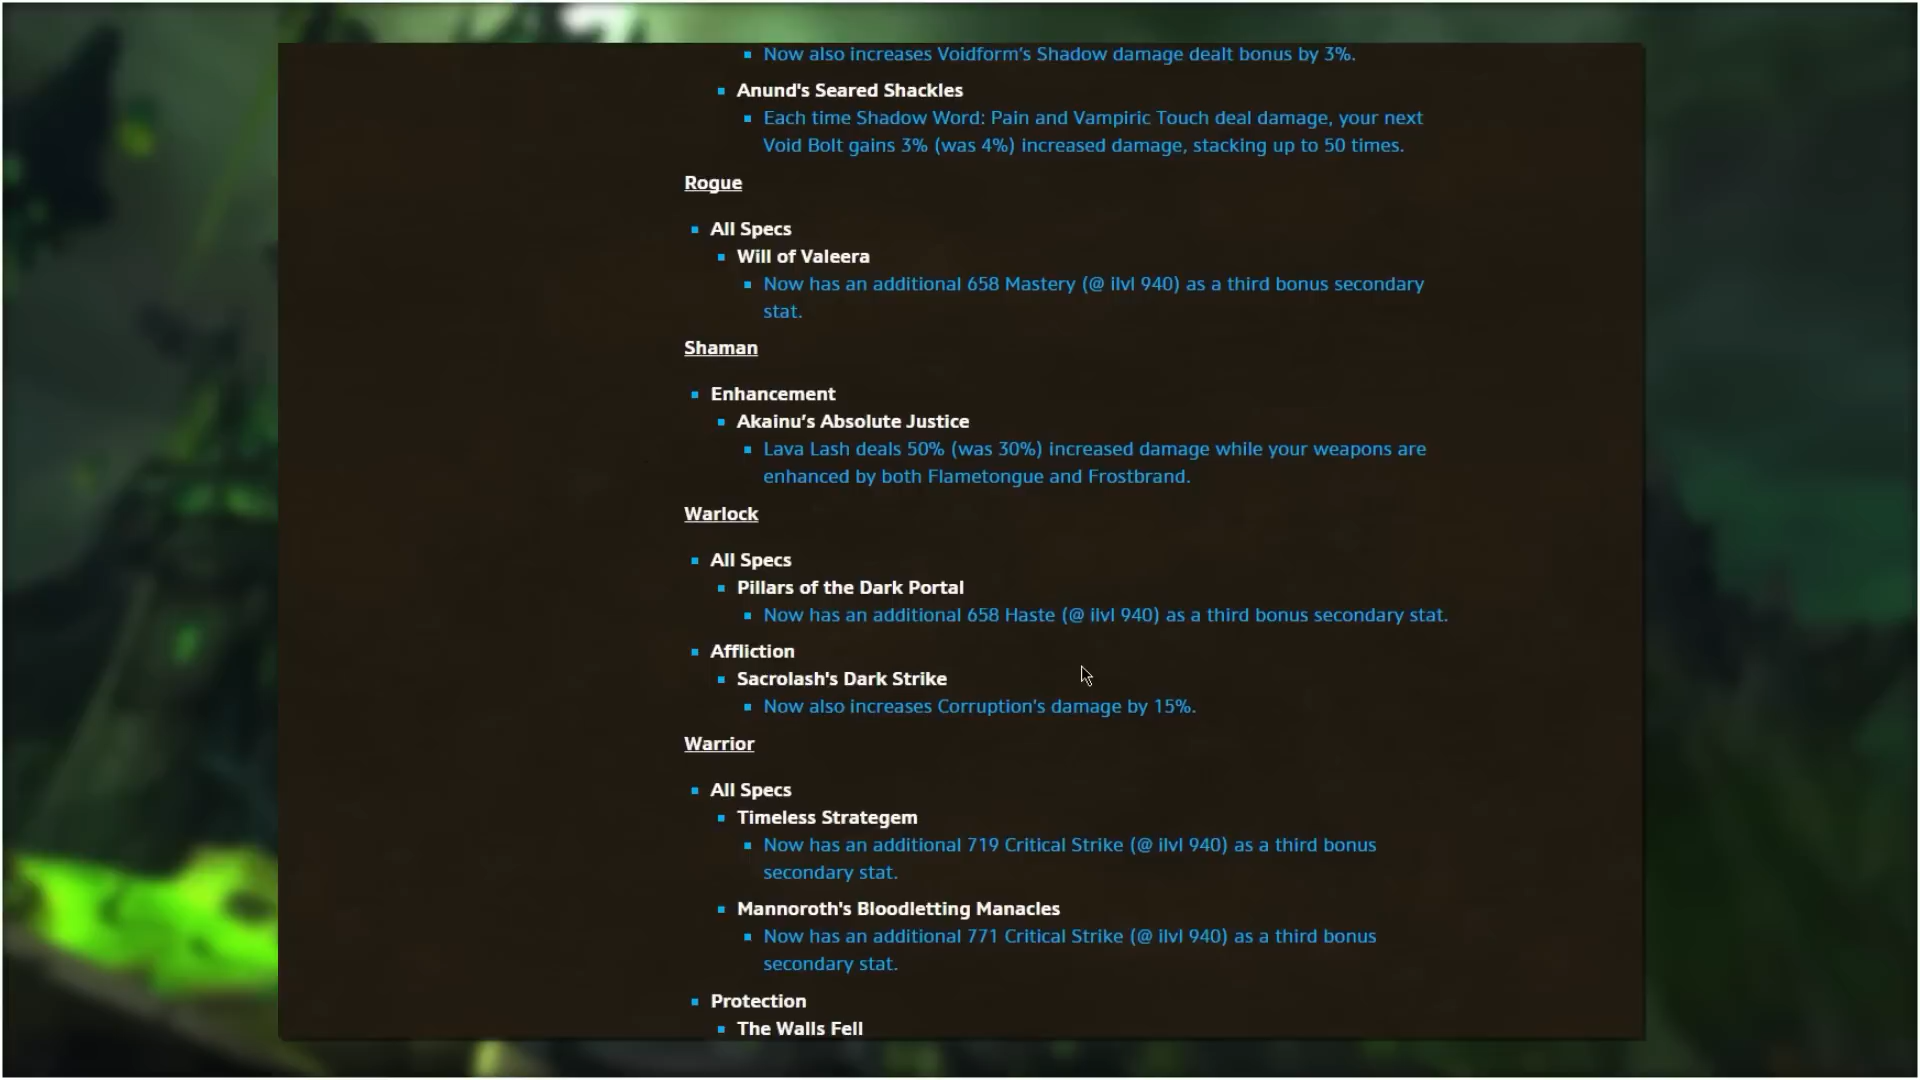 Now also increases Voidform's Shadow damage dealt bonus by 3%.
Anund's Seared Shackles
Each time Shadow Word: Pain and Vampiric Touch deal damage, your next
Void Bolt gains 3% (was 4%) increased damage, stacking up to 50 times.
Rogue
All Specs
Will of Valeera
Now has an additional 658 Mastery (@ ilvl 940) as a third bonus secondary
stat.
Shaman
Enhancement
Akainu’s Absolute Justice
Lava Lash deals 50% (was 30%) increased damage while your weapons are
enhanced by both Flametongue and Frostbrand.
Warlock
All Specs
Pillars of the Dark Portal
Now has an additional 658 Haste (@ ilvl 940) as a third bonus secondary stat.
Affliction
Sacrolash's Dark Strike
Now also increases Corruption's damage by 15%.
Warrior
All Specs
Timeless Strategem
Now has an additional 719 Critical Strike (@ ilvl 940) as a third bonus
secondary stat.
Mannoroth's Bloodletting Manacles
Now has an additional 771 Critical Strike (@ ilvl 940) as a third bonus
secondary stat.
Protection
The Walls Fell